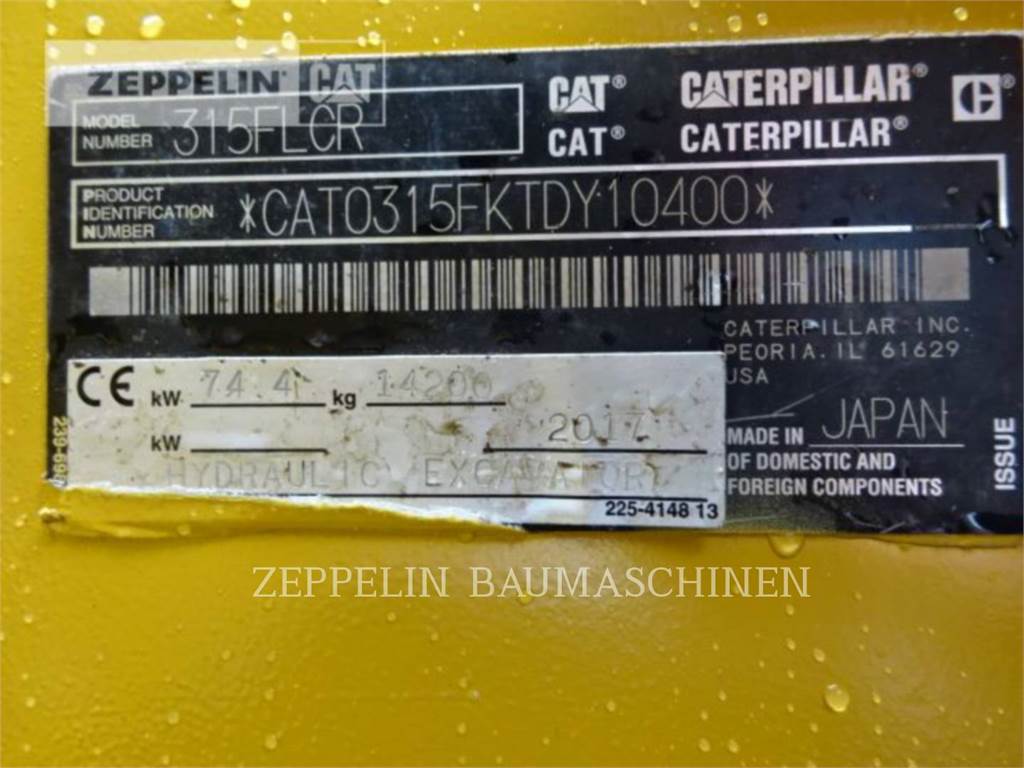 ZEPPELIN CAT
MODEL NUMBER 315FLCR
CAT® CATERPILLAR®
CAT® CATERPILLAR®
PRODUCT IDENTIFICATION NUMBER *CAT0315FKTDY10400*
CATERPILLAR INC.
PEORIA. IL 61629
USA
MADE IN JAPAN
OF DOMESTIC AND
FOREIGN COMPONENTS
ISSUE
CE kW 74.4 kg 14200
kW 2017
HYDRAULIC EXCAVATOR
225-4148 13
ZEPPELIN BAUMASCHINEN